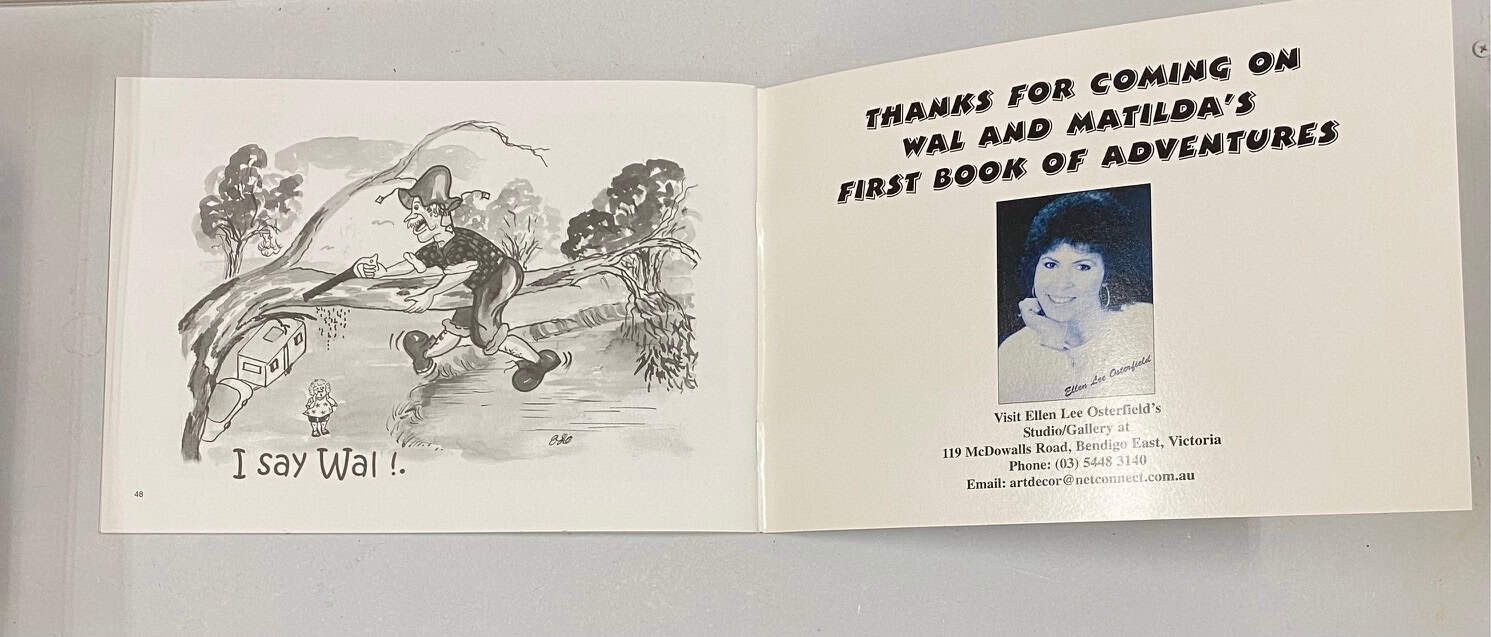 I say Wal !.
48
THANKS FOR COMING ON
WAL AND MATILDA'S
FIRST BOOK OF ADVENTURES
Ellen Lee Osterfield
Visit Ellen Lee Osterfield's
Studio/Gallery at
119 McDowalls Road, Bendigo East, Victoria
Phone: (03) 5448 3140
Email: artdecor@netconnect.com.au